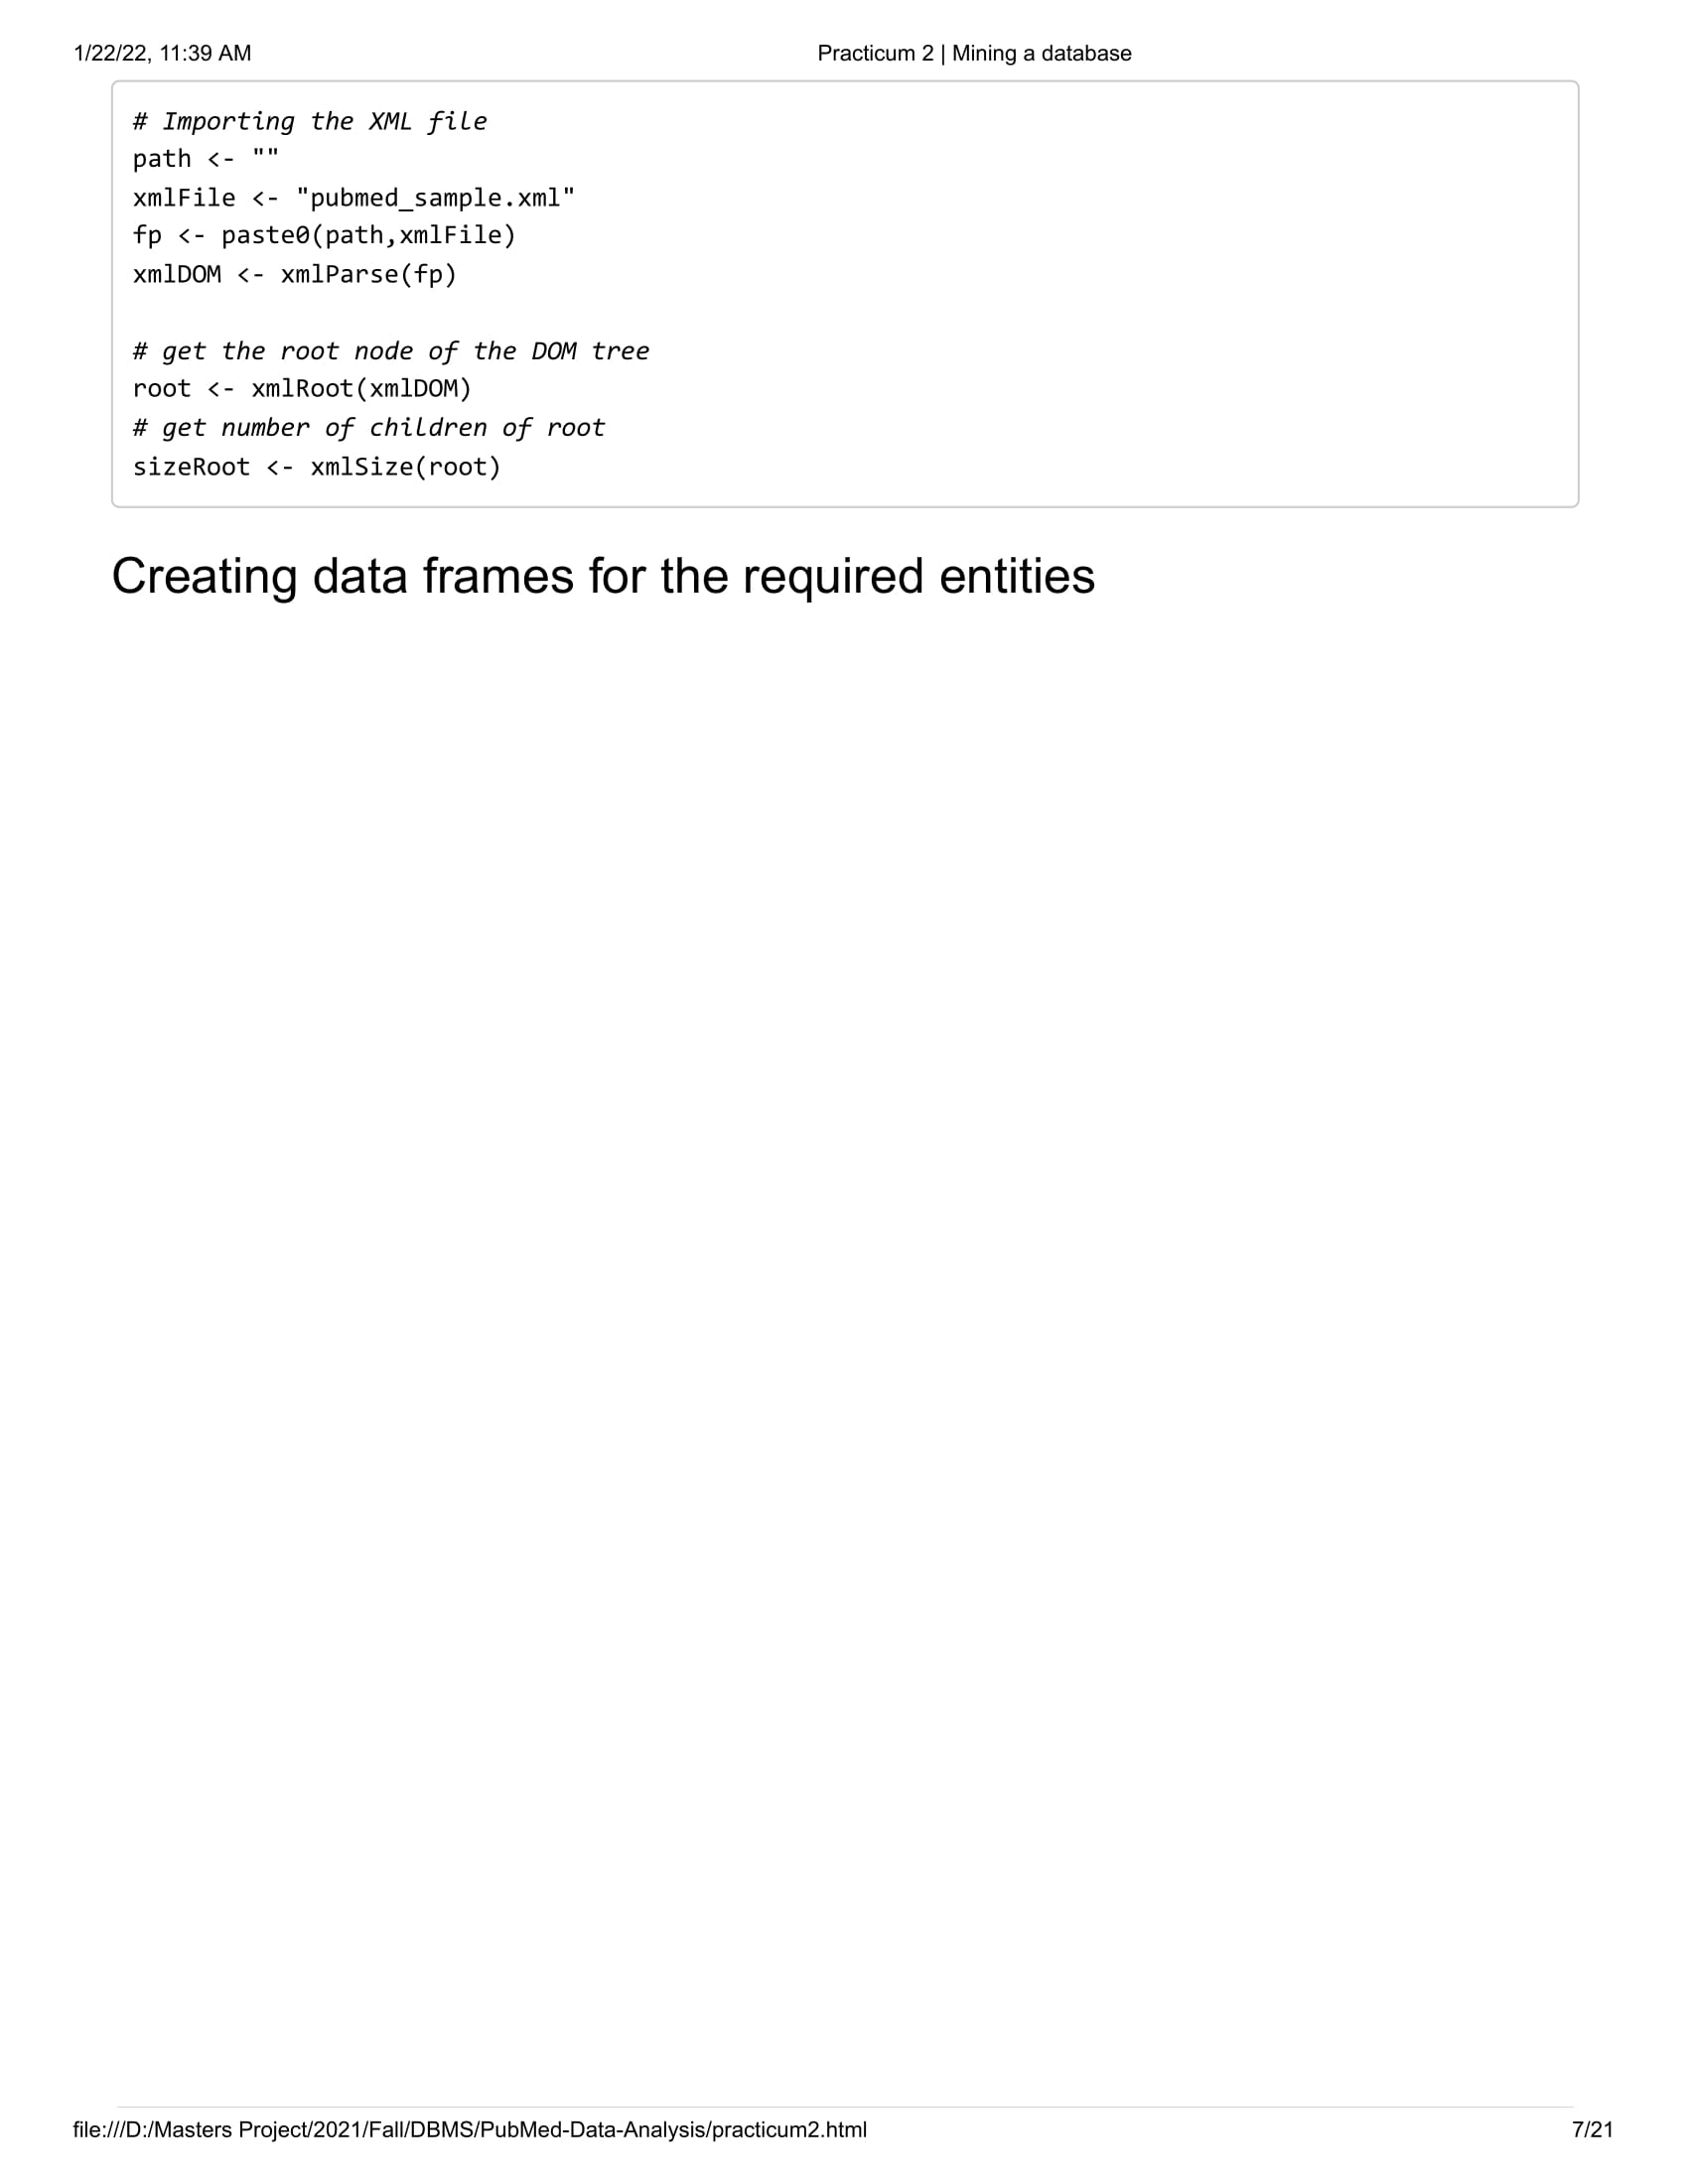 1/22/22, 11:39 AM
Practicum 2 | Mining a database
# Importing the XML file
path <- ""
xmlFile <- "pubmed_sample.xml"
fp <- paste0(path,xmlFile)
xmlDOM <- xmlParse(fp)
# get the root node of the DOM tree
root <- xmlRoot(xmlDOM)
# get number of children of root
sizeRoot <- xmlSize(root)
Creating data frames for the required entities
file:///D:/Masters Project/2021/Fall/DBMS/PubMed-Data-Analysis/practicum2.html
7/21